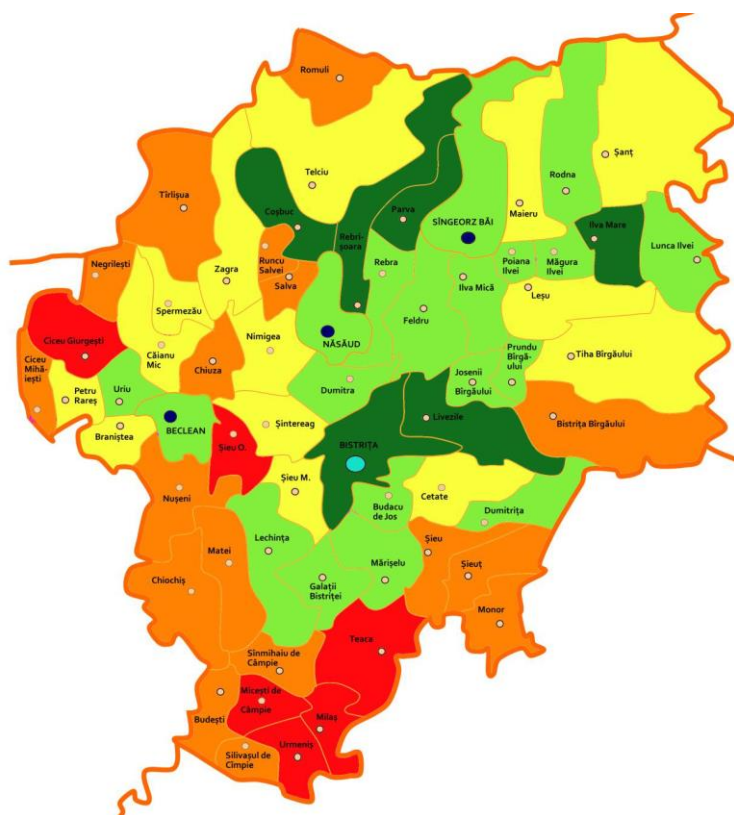 Romuli
Telciu
Șanț
Rodna
Tîrlișua
Parva
Maieru
Coșbuc
SÎNGEORZ BĂI
Ilva Mare
Rebri-
șoara
Lunca Ilvei
Negrilești
Zagra
Runcu
Salvei
Rebra
Poiana
Ilvei
Măgura
Ilvei
Salva
Ilva Mică
Leșu
Spermezău
Feldru
Ciceu Giurgești
Nimigea
NĂSĂUD
Căianu
Mic
Prundu
Bîrgă-
ului
Tiha Bîrgăului
Ciceu
Mihă-
iești
Chiuza
Petru
Rareș
Uriu
Dumitra
Josenii
Bîrgăului
Braniștea
BECLEAN
Șintereag
Livezile
Bistrița Bîrgăului
Șieu O.
BISTRIȚA
Șieu M.
Nușeni
Cetate
Budacu
de Jos
Dumitrița
Lechința
Șieu
Matei
Chiochiș
Galații
Bistriței
Mărișelu
Șieuț
Monor
Teaca
Sînmihaiu de
Câmpie
Micești de
Câmpie
Budești
Milaș
Urmeniș
Silivașul de
Cîmpie